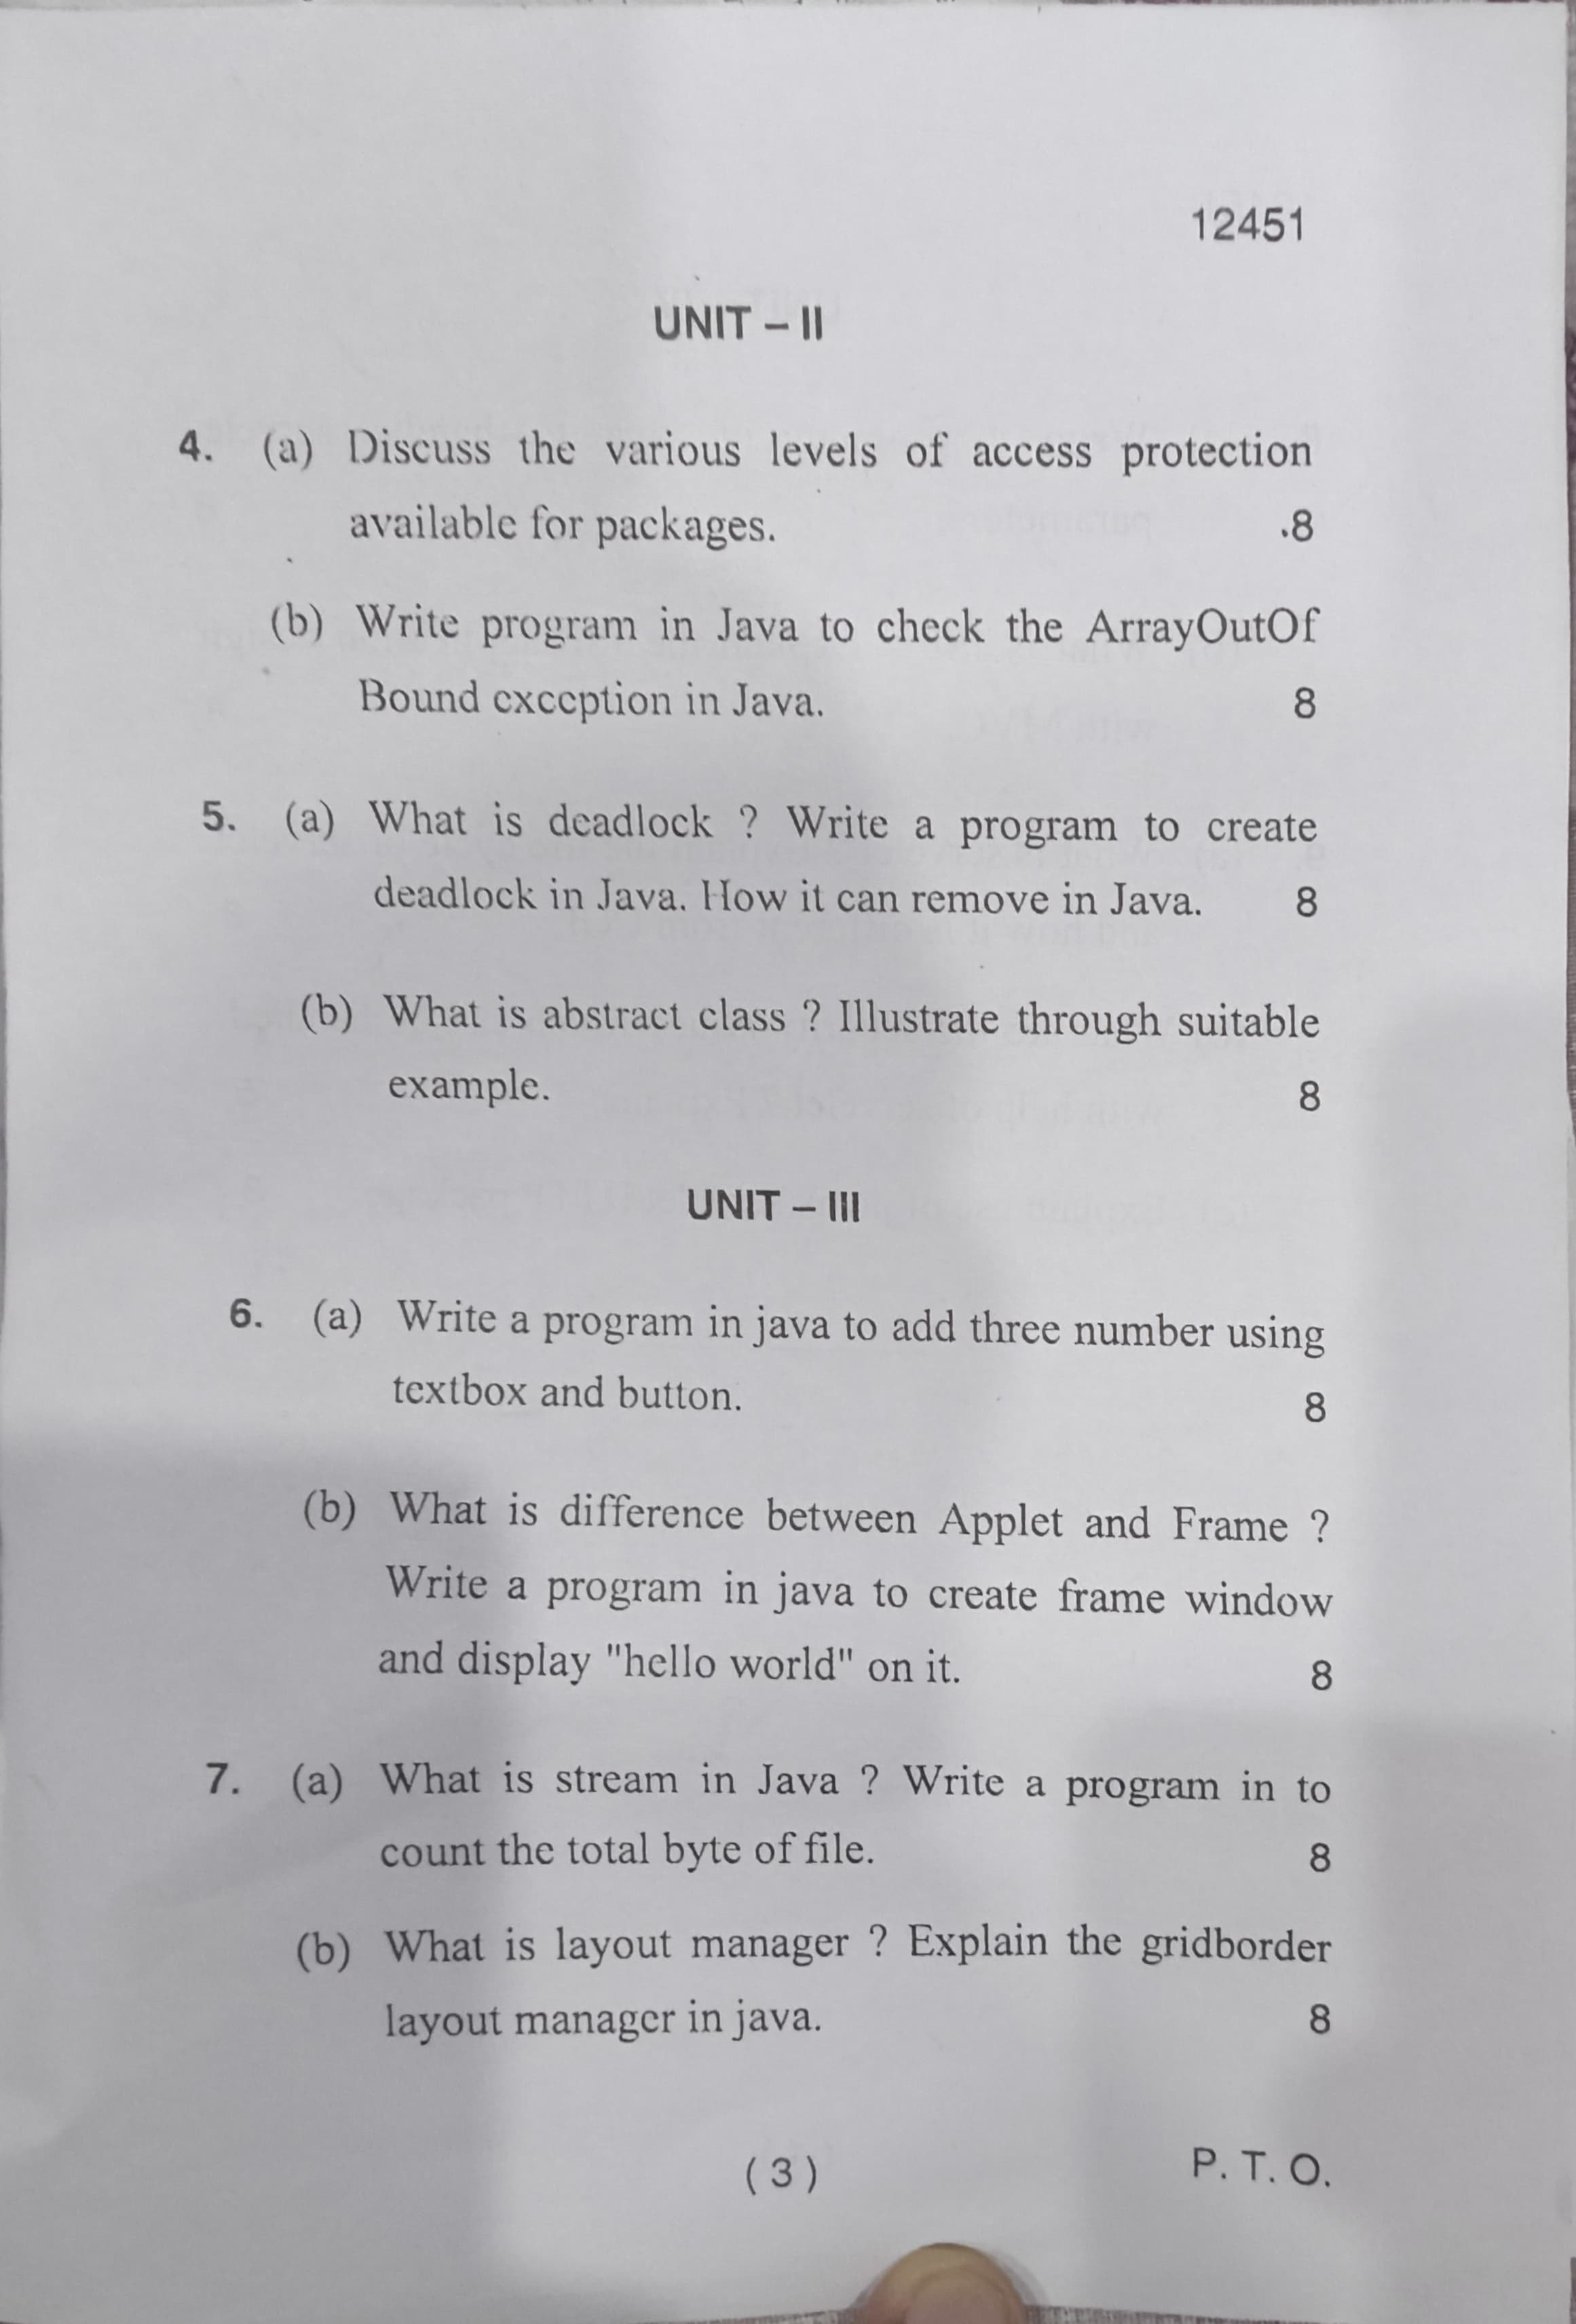 12451
UNIT – II
4. (a) Discuss the various levels of access protection
available for packages. 8
(b) Write program in Java to check the ArrayOutOf
Bound exception in Java. 8
5. (a) What is deadlock ? Write a program to create
deadlock in Java. How it can remove in Java. 8
(b) What is abstract class ? Illustrate through suitable
example. 8
UNIT – III
6. (a) Write a program in java to add three number using
textbox and button. 8
(b) What is difference between Applet and Frame ?
Write a program in java to create frame window
and display "hello world" on it. 8
7. (a) What is stream in Java ? Write a program in to
count the total byte of file. 8
(b) What is layout manager ? Explain the gridborder
layout manager in java. 8
( 3 ) P. T. O.